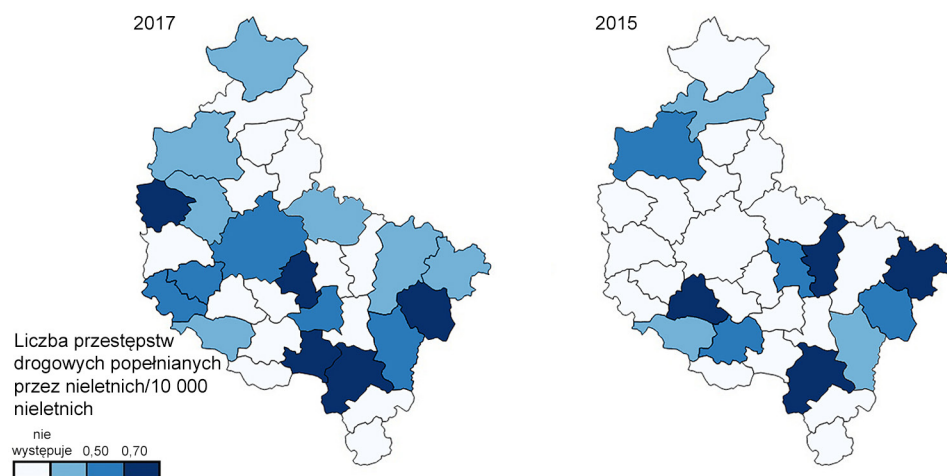 2017
2015
Liczba przestępstw
drogowych popełnianych
przez nieletnich/10 000
nieletnich
nie
występuje 0,50 0,70